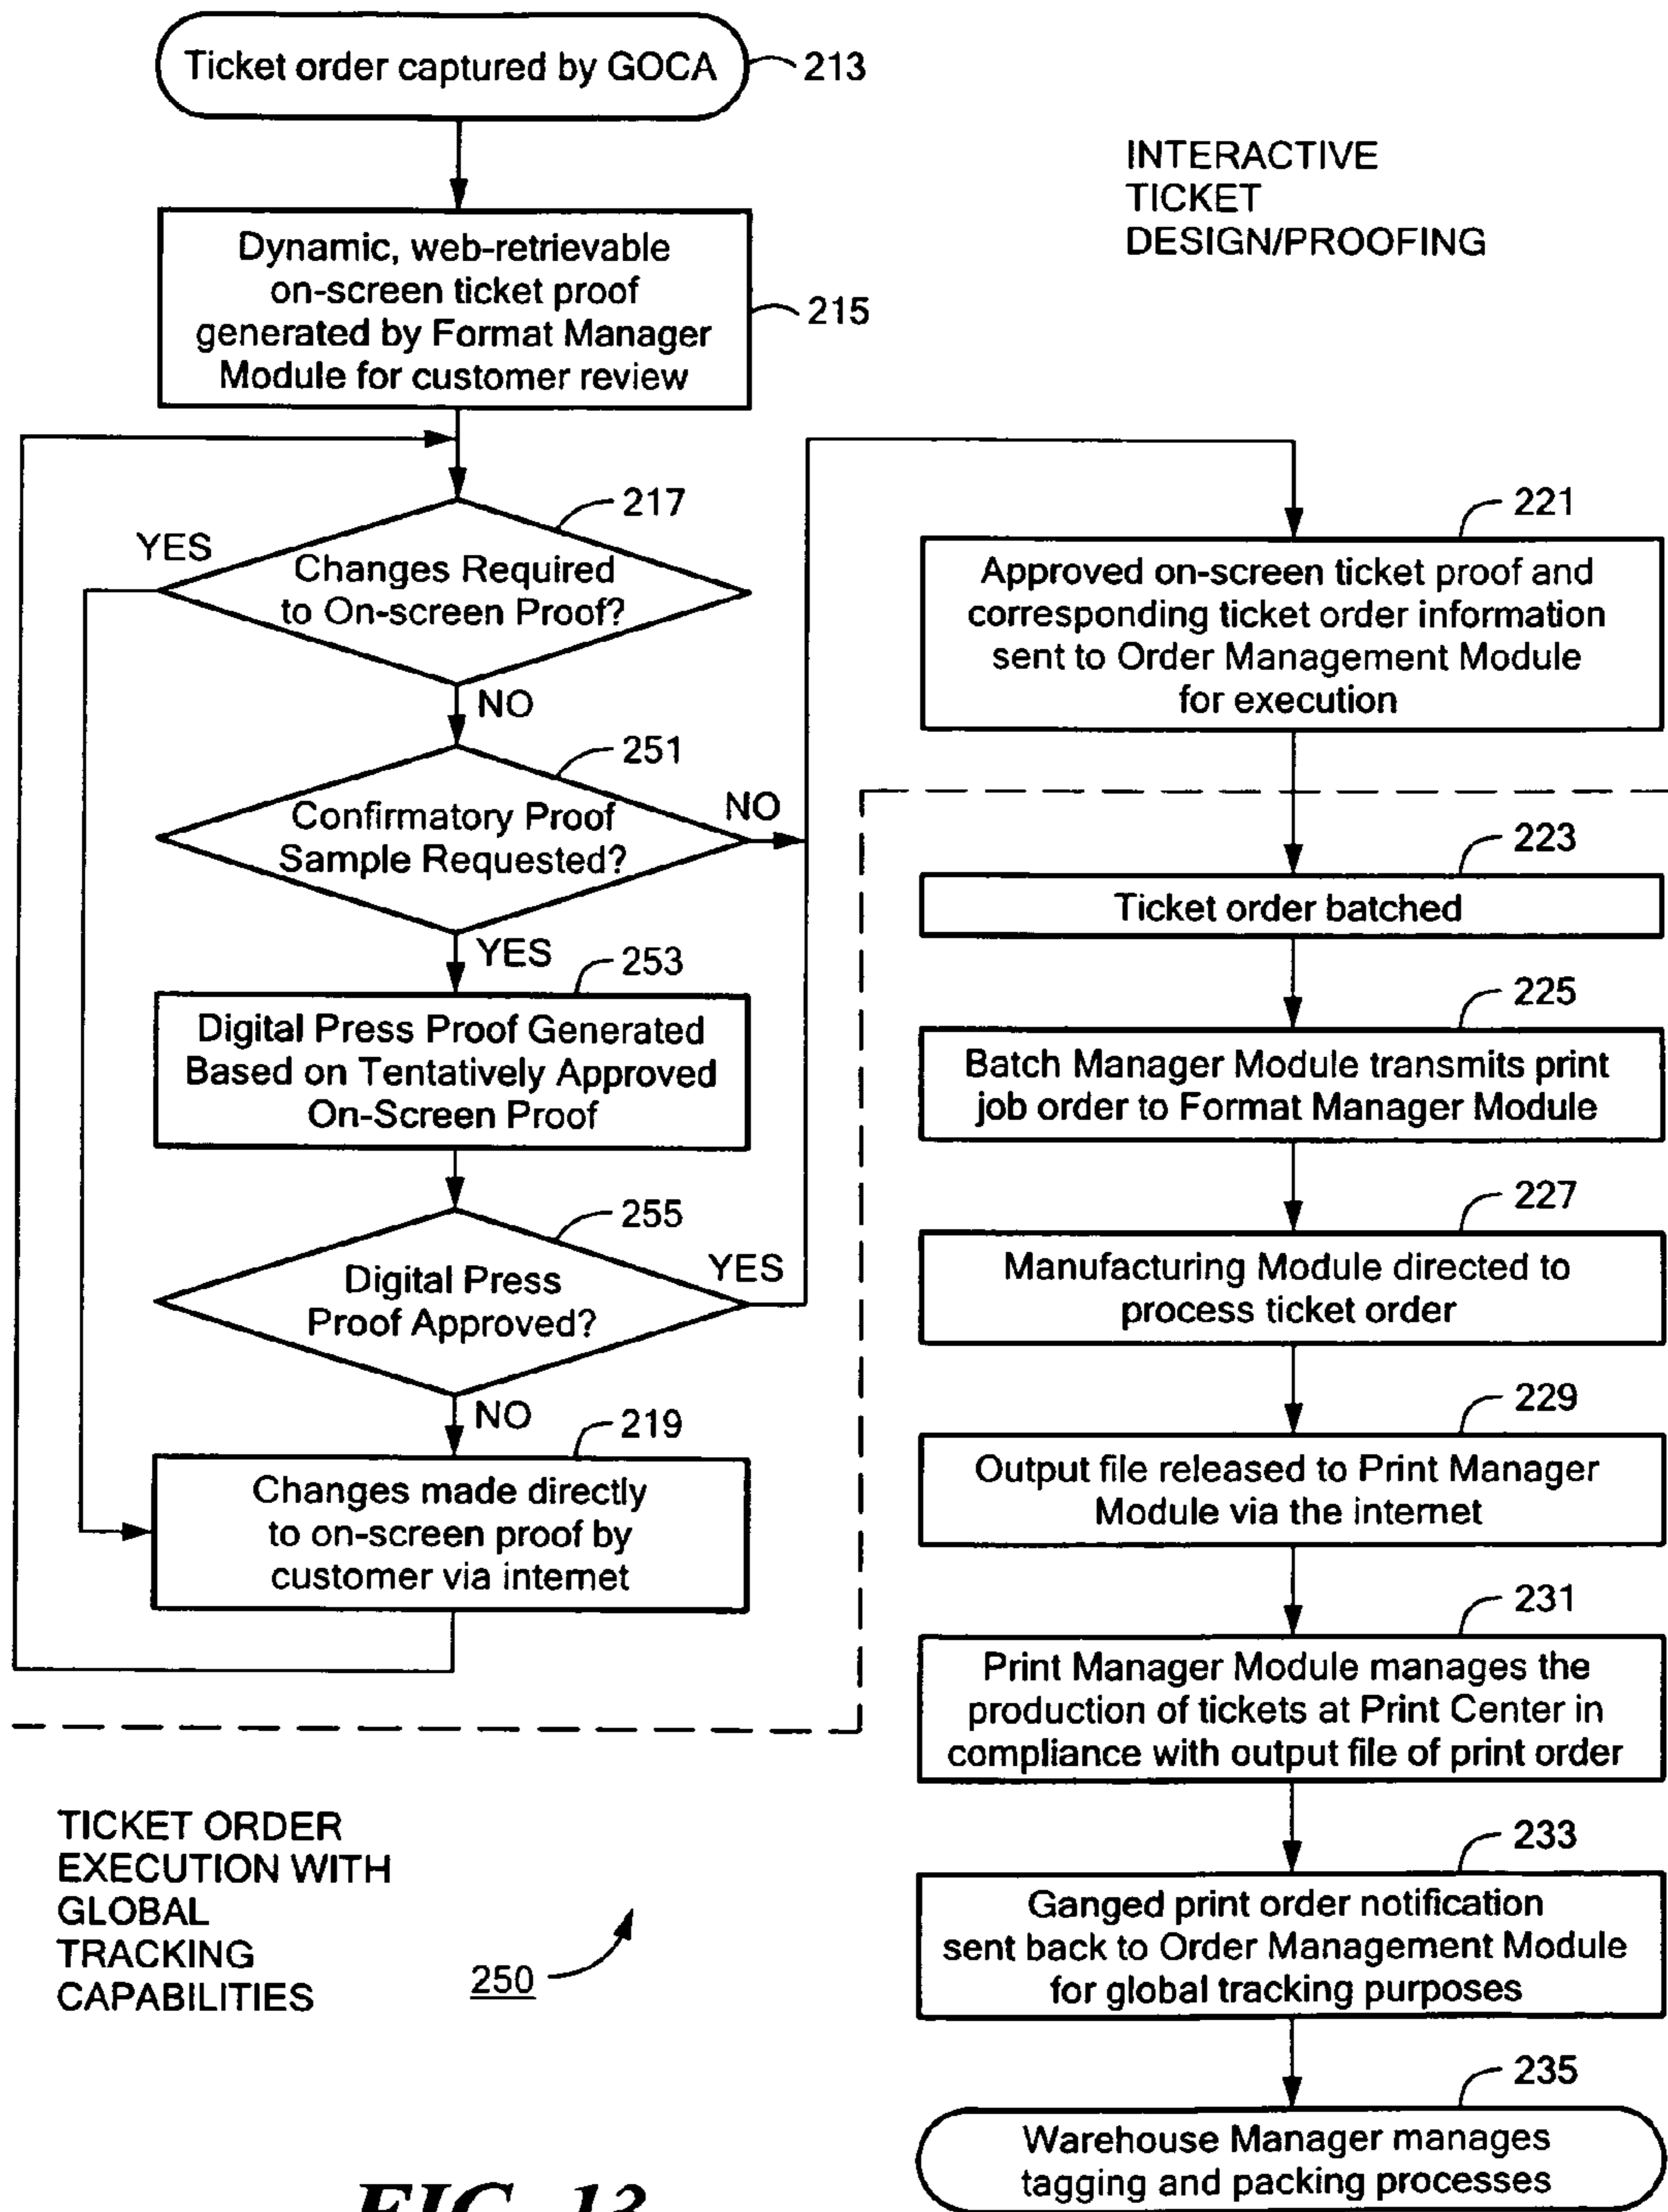 Ticket order captured by GOCA
213
INTERACTIVE
TICKET
DESIGN/PROOFING
Dynamic, web-retrievable
on-screen ticket proof
generated by Format Manager
Module for customer review
215
217
YES
Changes Required
to On-screen Proof?
NO
251
Confirmatory Proof
Sample Requested?
NO
YES
253
Digital Press Proof Generated
Based on Tentatively Approved
On-Screen Proof
255
Digital Press
Proof Approved?
YES
NO
219
Changes made directly
to on-screen proof by
customer via internet
221
Approved on-screen ticket proof and
corresponding ticket order information
sent to Order Management Module
for execution
223
Ticket order batched
225
Batch Manager Module transmits print
job order to Format Manager Module
227
Manufacturing Module directed to
process ticket order
229
Output file released to Print Manager
Module via the internet
231
Print Manager Module manages the
production of tickets at Print Center in
compliance with output file of print order
233
Ganged print order notification
sent back to Order Management Module
for global tracking purposes
235
Warehouse Manager manages
tagging and packing processes
TICKET ORDER
EXECUTION WITH
GLOBAL
TRACKING
CAPABILITIES
250
FIG. 13